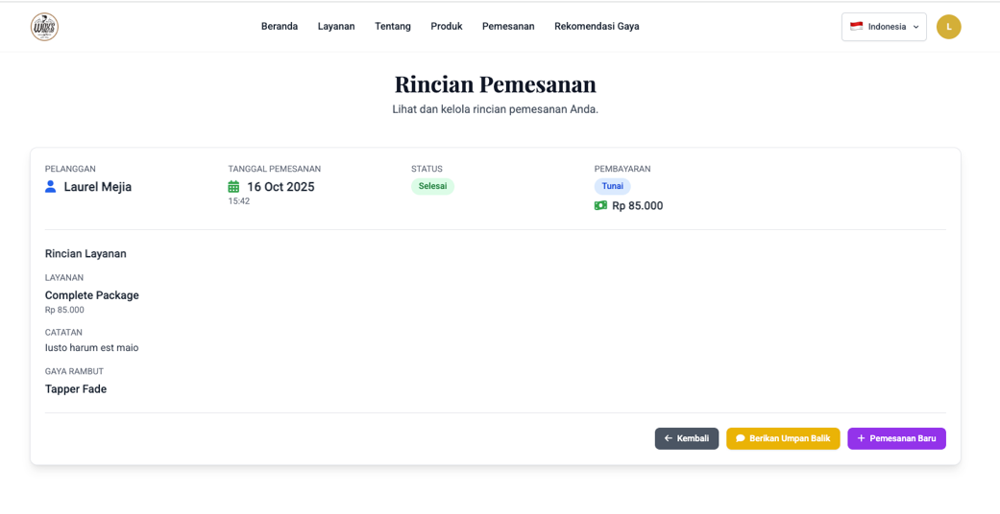 WOKS
Beranda
Layanan
Tentang
Produk
Pemesanan
Rekomendasi Gaya
Indonesia
L
Rincian Pemesanan
Lihat dan kelola rincian pemesanan Anda.
PELANGGAN
Laurel Mejia
TANGGAL PEMESANAN
16 Oct 2025
15:42
STATUS
Selesai
PEMBAYARAN
Tunai
Rp 85.000
Rincian Layanan
LAYANAN
Complete Package
Rp 85.000
CATATAN
Iusto harum est maio
GAYA RAMBUT
Tapper Fade
Kembali
Berikan Umpan Balik
Pemesanan Baru